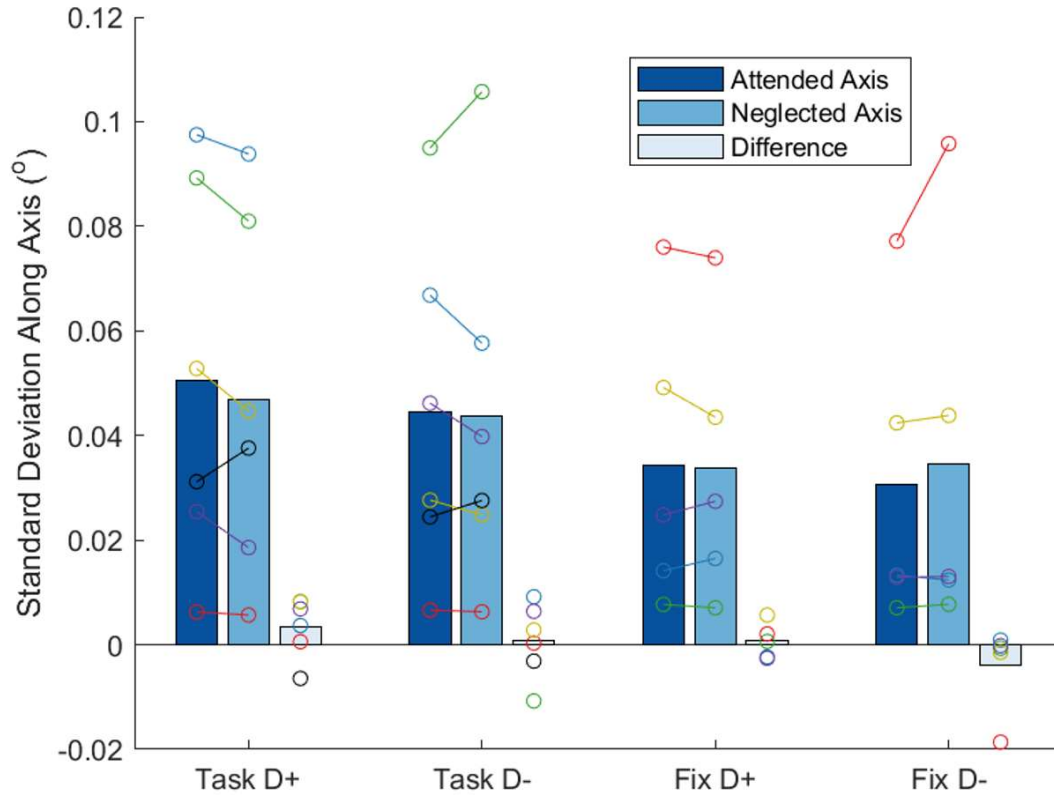 0.12
0.1
0.08
0.06
0.04
0.02
0
-0.02
Standard Deviation Along Axis (°)
Attended Axis
Neglected Axis
Difference
Task D+
Task D-
Fix D+
Fix D-